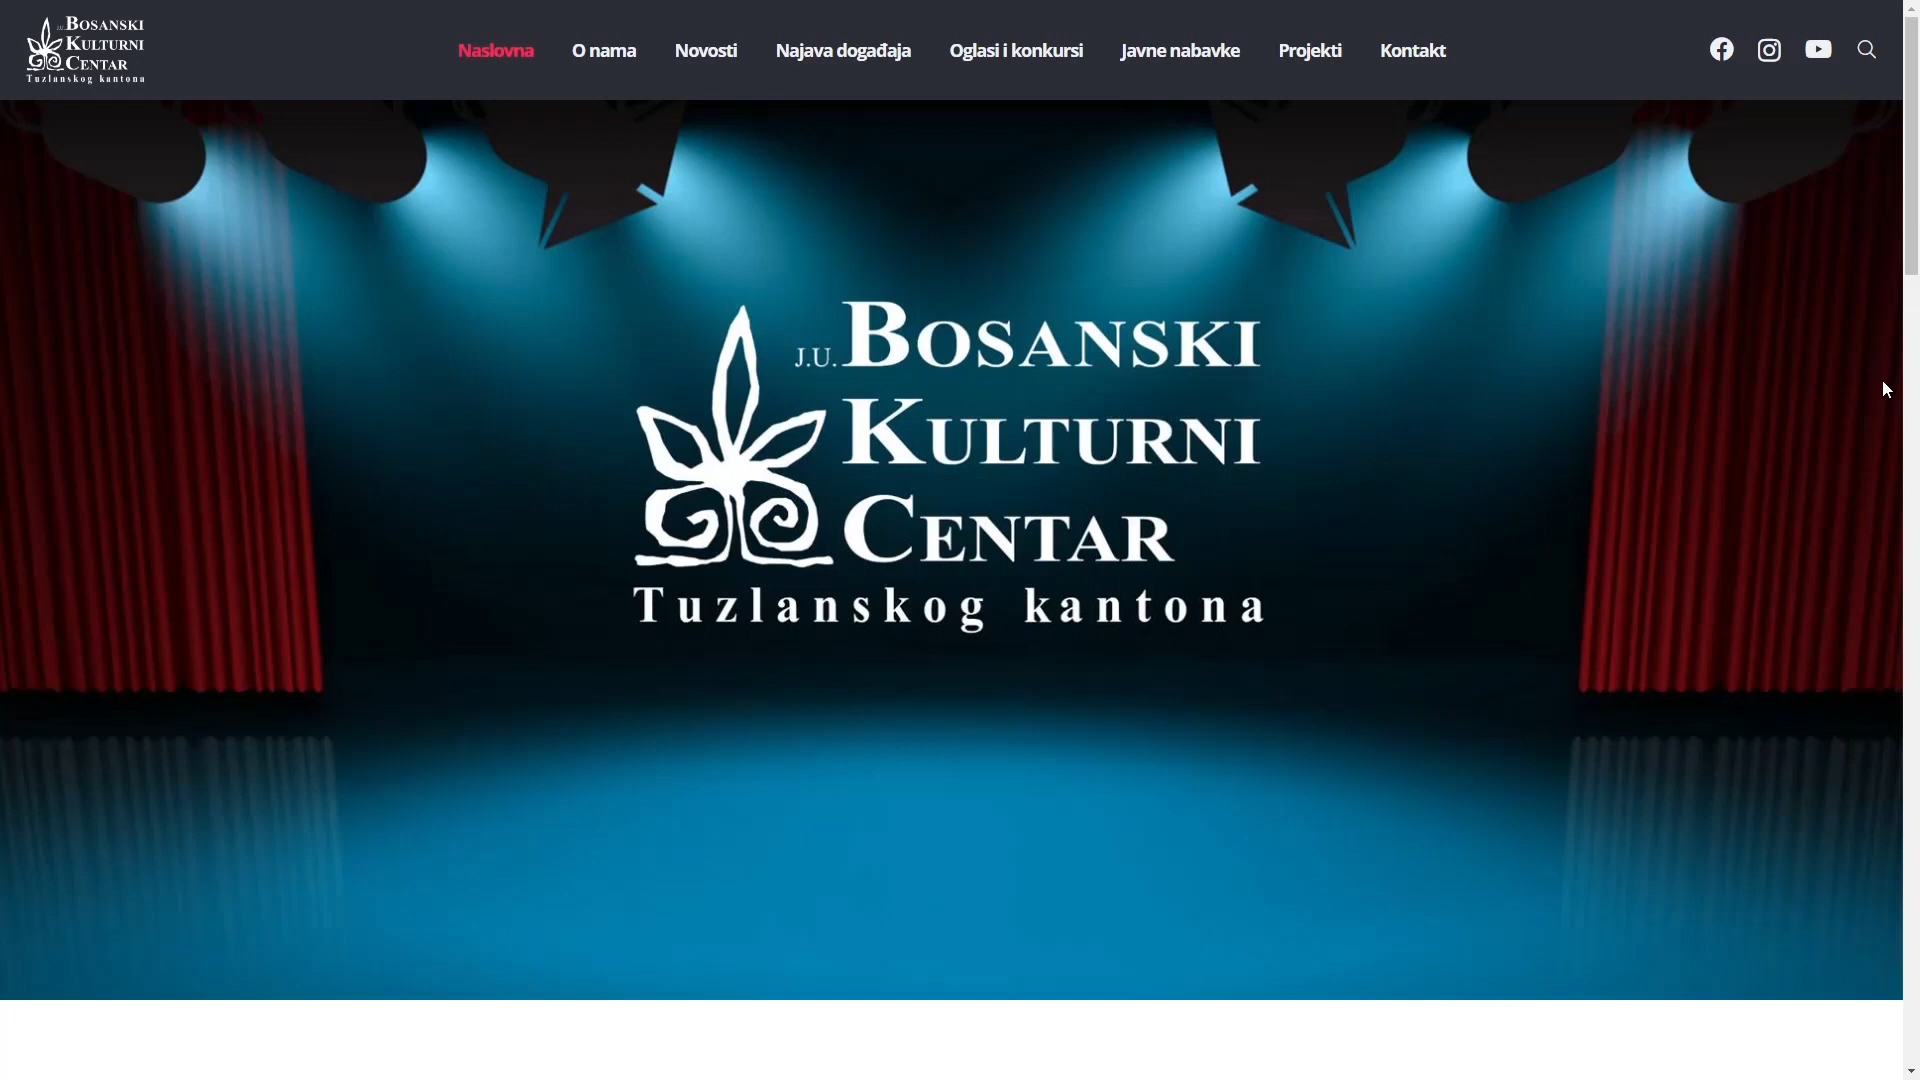 J.U. BOSANSKI
KULTURNI
CENTAR
Tuzlanskog kantona
Naslovna
O nama
Novosti
Najava događaja
Oglasi i konkursi
Javne nabavke
Projekti
Kontakt
J.U. BOSANSKI
KULTURNI
CENTAR
Tuzlanskog kantona